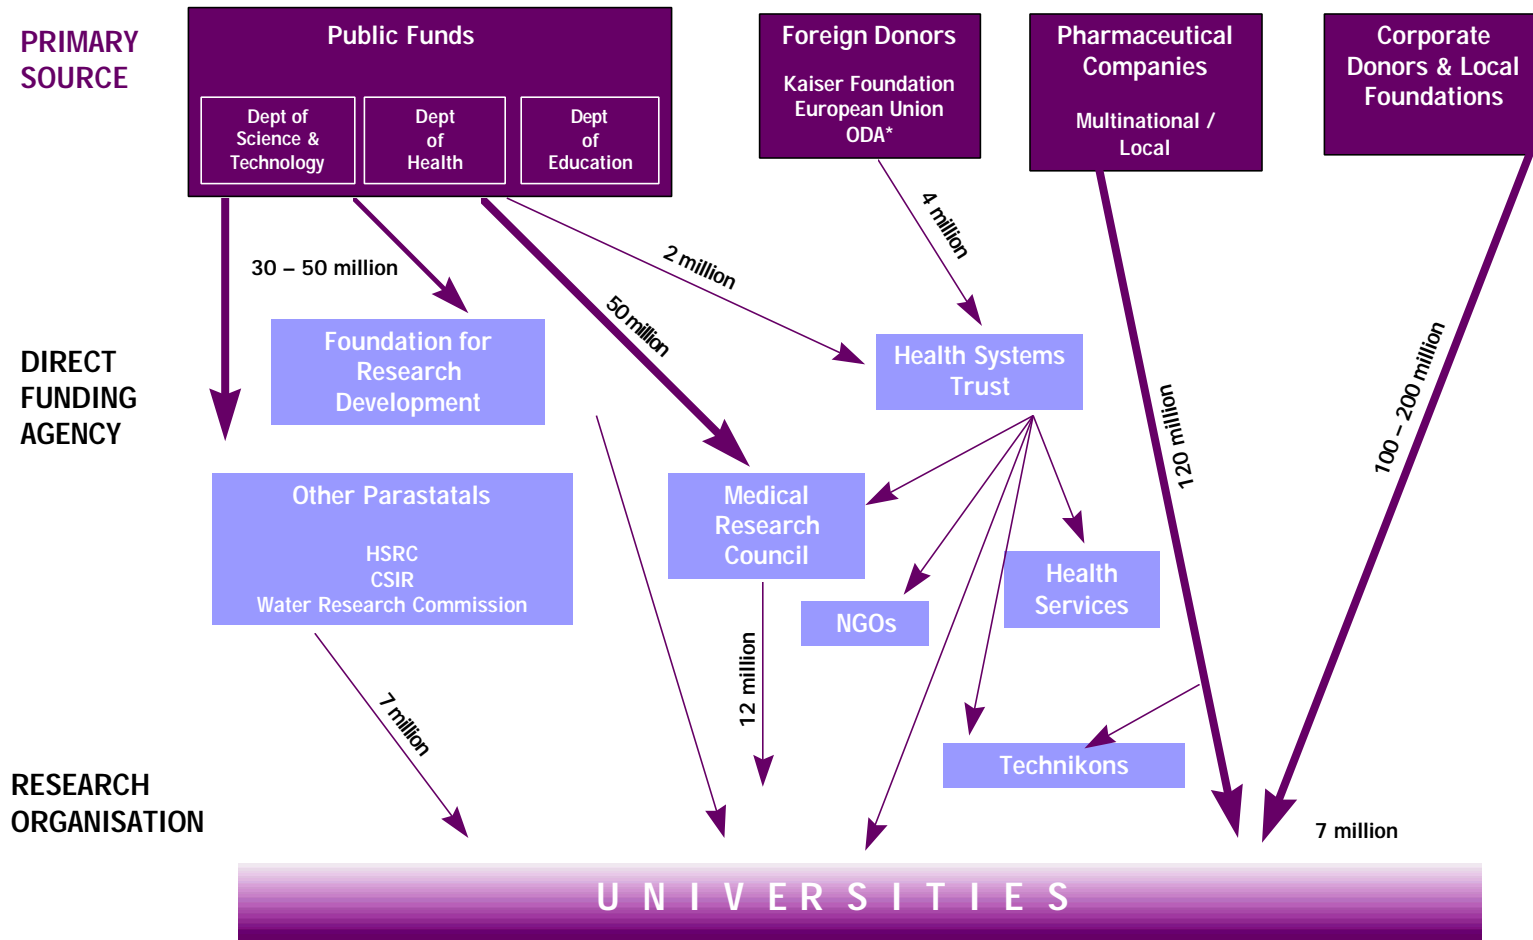 PRIMARY
SOURCE
Public Funds
Dept of
Science &
Technology
Dept
of
Health
Dept
of
Education
Foreign Donors
Kaiser Foundation
European Union
ODA*
Pharmaceutical
Companies
Multinational /
Local
Corporate
Donors & Local
Foundations
30 – 50 million
2 million
50 million
4 million
120 million
100 – 200 million
DIRECT
FUNDING
AGENCY
Foundation for
Research
Development
Health Systems
Trust
Other Parastatals
HSRC
CSIR
Water Research Commission
Medical
Research
Council
NGOs
Health
Services
7 million
12 million
Technikons
RESEARCH
ORGANISATION
7 million
UNIVERSITIES